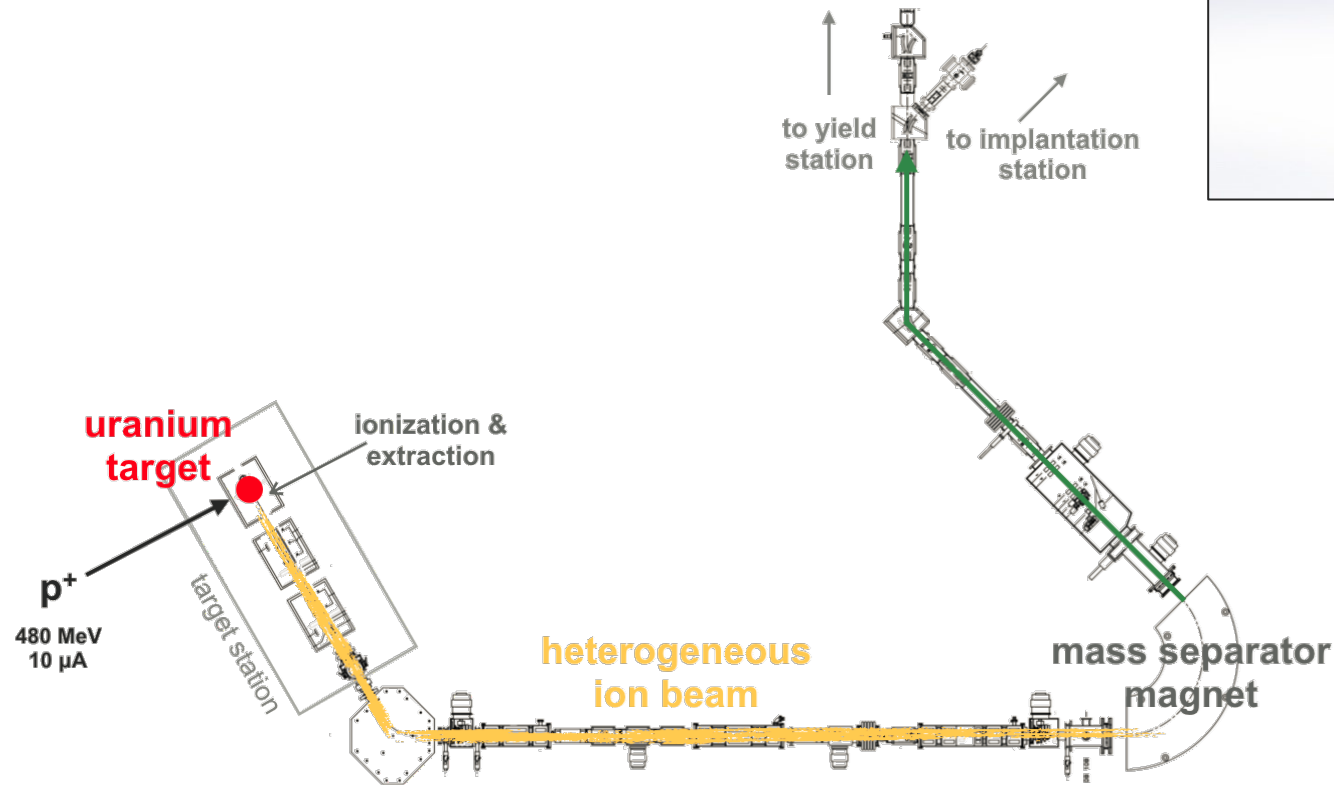 to yield
station
to implantation
station
uranium
target
ionization &
extraction
p⁺
480 MeV
10 µA
target station
heterogeneous
ion beam
mass separator
magnet